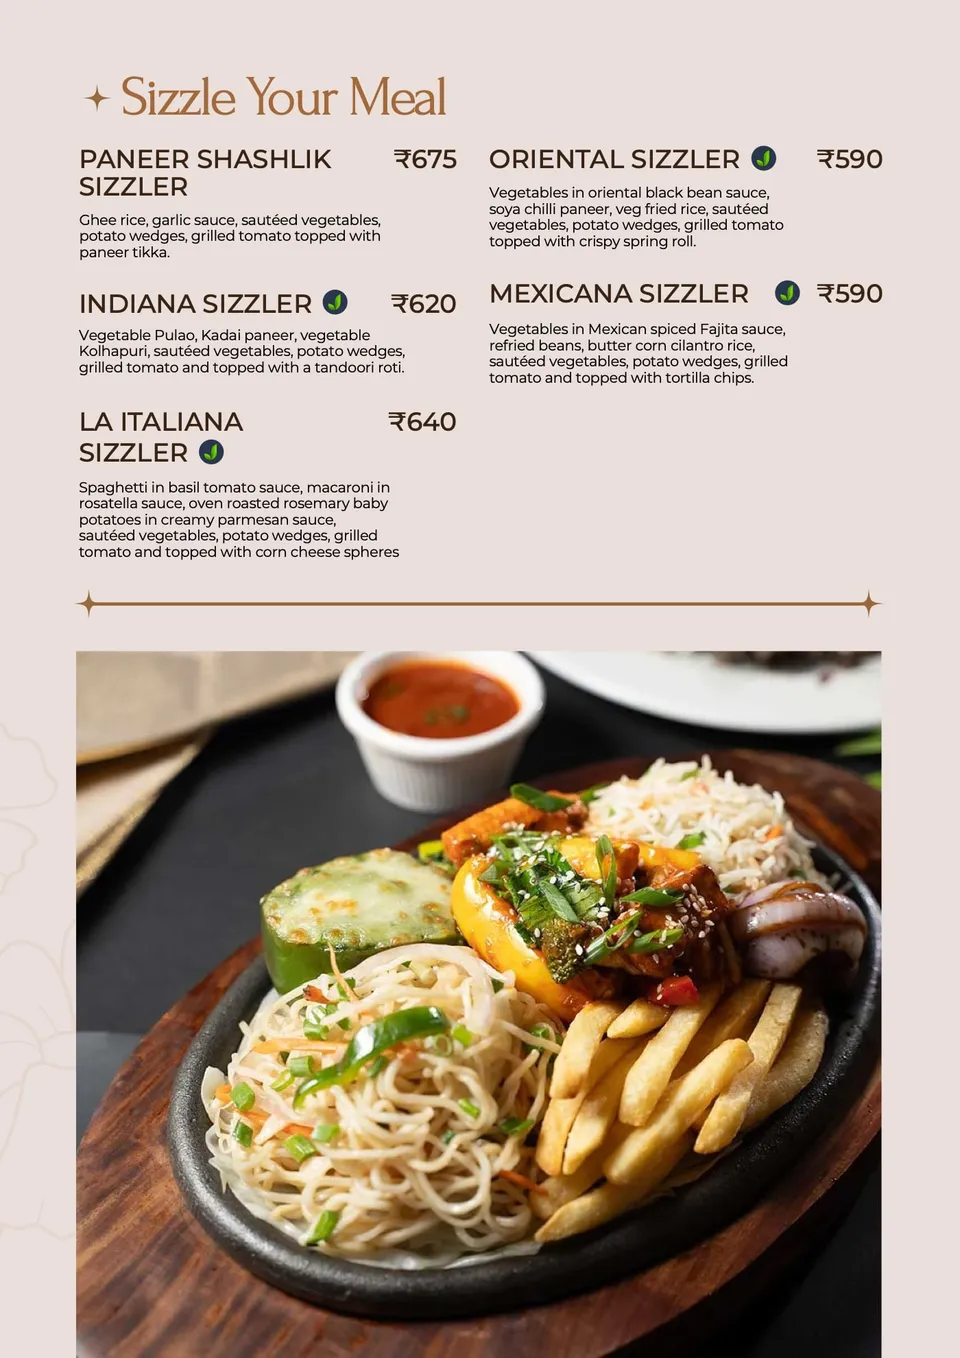 Sizzle Your Meal
PANEER SHASHLIK ₹675
SIZZLER
Ghee rice, garlic sauce, sautéed vegetables,
potato wedges, grilled tomato topped with
paneer tikka.
INDIANA SIZZLER ₹620
Vegetable Pulao, Kadai paneer, vegetable
Kolhapuri, sautéed vegetables, potato wedges,
grilled tomato and topped with a tandoori roti.
LA ITALIANA ₹640
SIZZLER
Spaghetti in basil tomato sauce, macaroni in
rosatella sauce, oven roasted rosemary baby
potatoes in creamy parmesan sauce,
sautéed vegetables, potato wedges, grilled
tomato and topped with corn cheese spheres
ORIENTAL SIZZLER ₹590
Vegetables in oriental black bean sauce,
soya chilli paneer, veg fried rice, sautéed
vegetables, potato wedges, grilled tomato
topped with crispy spring roll.
MEXICANA SIZZLER ₹590
Vegetables in Mexican spiced Fajita sauce,
refried beans, butter corn cilantro rice,
sautéed vegetables, potato wedges, grilled
tomato and topped with tortilla chips.